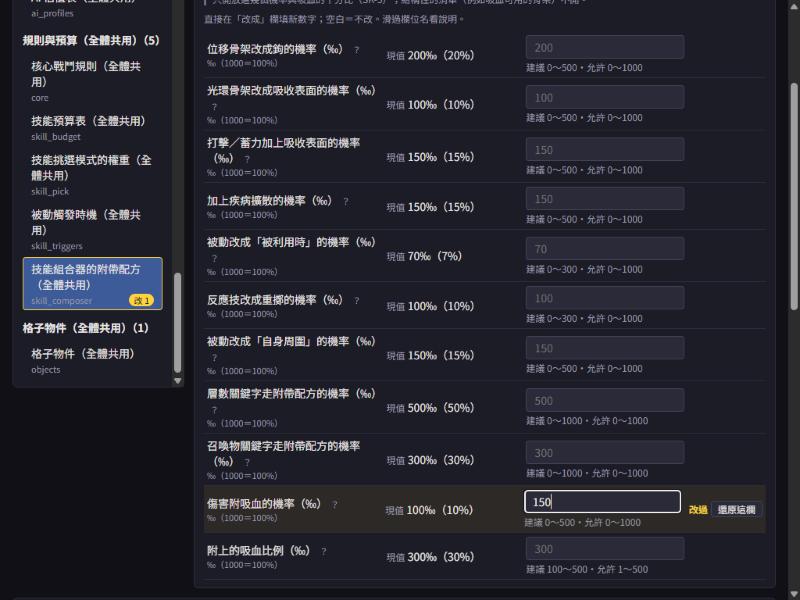 ai_profiles
規則與預算（全體共用）(5)
核心戰鬥規則（全體共
用）
core
技能預算表（全體共用）
skill_budget
技能挑選模式的權重（全
體共用）
skill_pick
被動觸發時機（全體共
用）
skill_triggers
技能組合器的附帶配方
（全體共用）
skill_composer
改 1
格子物件（全體共用）(1)
格子物件（全體共用）
objects
直接在「改成」欄填新數字；空白＝不改。滑過欄位名看說明。
位移骨架改成鉤的機率（‰） ?
‰（1000＝100%）
現值 200‰（20%）
200
建議 0～500・允許 0～1000
光環骨架改成吸收表面的機率（‰）
?
‰（1000＝100%）
現值 100‰（10%）
100
建議 0～500・允許 0～1000
打擊／蓄力加上吸收表面的機率
（‰） ?
‰（1000＝100%）
現值 150‰（15%）
150
建議 0～500・允許 0～1000
加上疾病擴散的機率（‰） ?
‰（1000＝100%）
現值 150‰（15%）
150
建議 0～500・允許 0～1000
被動改成「被利用時」的機率（‰）
?
‰（1000＝100%）
現值 70‰（7%）
70
建議 0～300・允許 0～1000
反應技改成重擲的機率（‰） ?
‰（1000＝100%）
現值 100‰（10%）
100
建議 0～300・允許 0～1000
被動改成「自身周圍」的機率（‰）
?
‰（1000＝100%）
現值 150‰（15%）
150
建議 0～500・允許 0～1000
層數關鍵字走附帶配方的機率（‰）
?
‰（1000＝100%）
現值 500‰（50%）
500
建議 0～1000・允許 0～1000
召喚物關鍵字走附帶配方的機率
（‰） ?
‰（1000＝100%）
現值 300‰（30%）
300
建議 0～1000・允許 0～1000
傷害附吸血的機率（‰） ?
‰（1000＝100%）
現值 100‰（10%）
150
改過
還原這欄
建議 0～500・允許 0～1000
附上的吸血比例（‰） ?
‰（1000＝100%）
現值 300‰（30%）
300
建議 100～500・允許 1～500